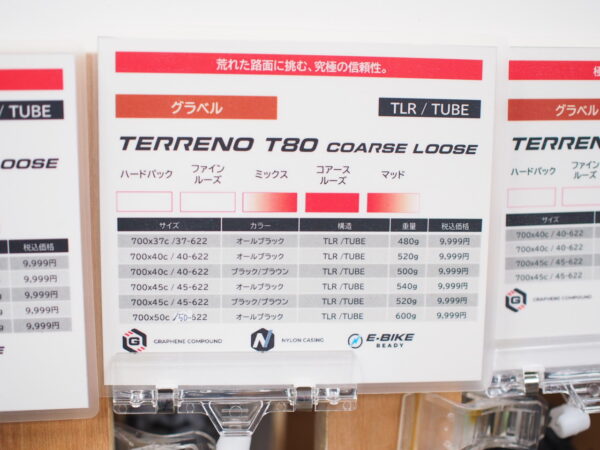 荒れた路面に挑む、究極の信頼性。
グラベル
TLR / TUBE
TERRENO T80 COARSE LOOSE
ハードパック ファインルーズ ミックス コアースルーズ マッド
サイズ カラー 構造 重量 税込価格
700x37c / 37-622 オールブラック TLR /TUBE 480g 9,999円
700x40c / 40-622 オールブラック TLR /TUBE 520g 9,999円
700x40c / 40-622 ブラック/ブラウン TLR /TUBE 500g 9,999円
700x45c / 45-622 オールブラック TLR /TUBE 540g 9,999円
700x45c / 45-622 ブラック/ブラウン TLR /TUBE 520g 9,999円
700x50c / 50-622 オールブラック TLR /TUBE 600g 9,999円
G GRAPHENE COMPOUND N NYLON CASING E-BIKE READY
/ TUBE
OOSE
税込価格
9,999円
9,999円
9,999円
9,999円
9,999円
グラベル
TERREN
ハードパック
サイズ
700x40c / 40-622
700x40c / 40-622
700x45c / 45-622
700x45c / 45-622
G GRAPHENE COMPOUND